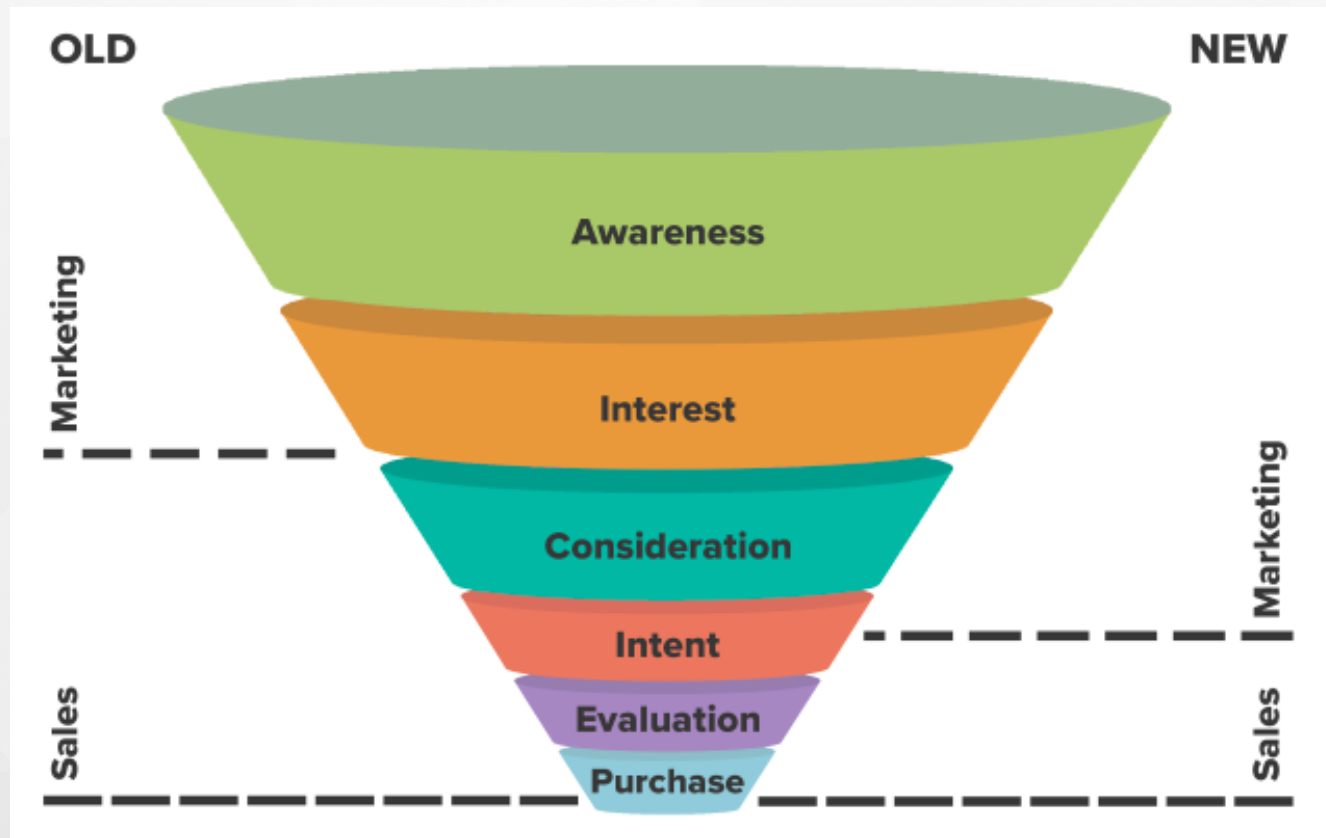 OLD
NEW
Awareness
Marketing
Interest
Consideration
Marketing
Intent
Evaluation
Sales
Sales
Purchase